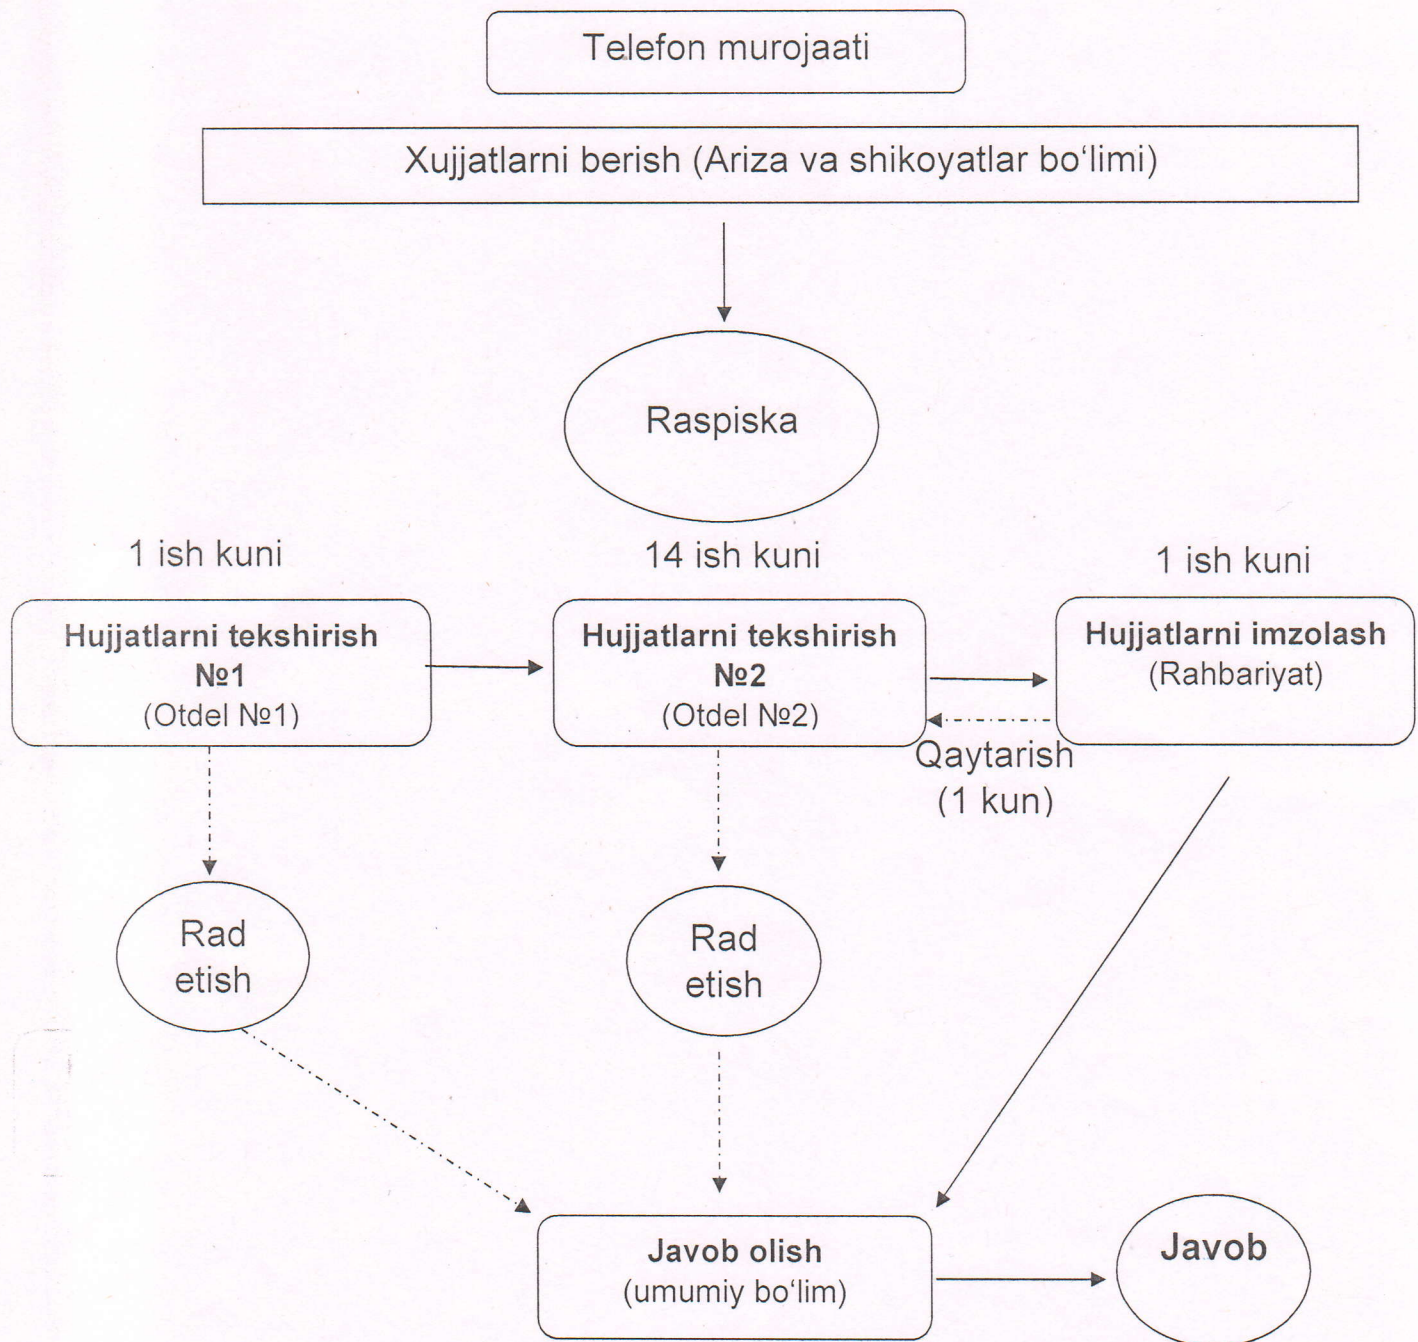 Telefon murojaati
Xujjatlarni berish (Ariza va shikoyatlar bo‘limi)
Raspiska
1 ish kuni
14 ish kuni
1 ish kuni
Hujjatlarni tekshirish
№1
(Otdel №1)
Hujjatlarni tekshirish
№2
(Otdel №2)
Hujjatlarni imzolash
(Rahbariyat)
Qaytarish
(1 kun)
Rad
etish
Rad
etish
Javob olish
(umumiy bo‘lim)
Javob